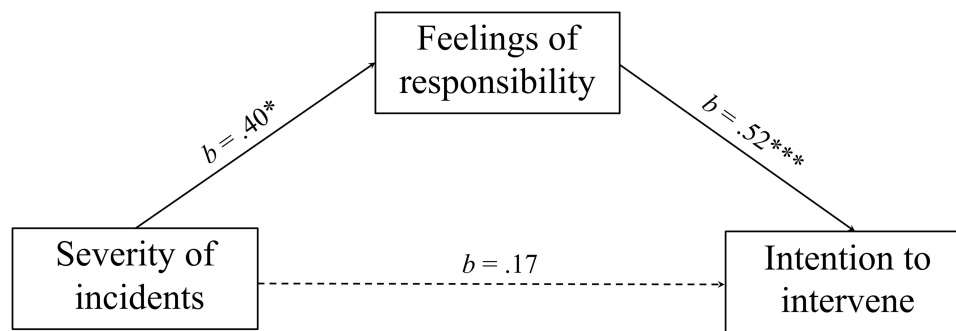 Feelings of
responsibility
b = .40*
b = .52***
Severity of
incidents
b = .17
Intention to
intervene